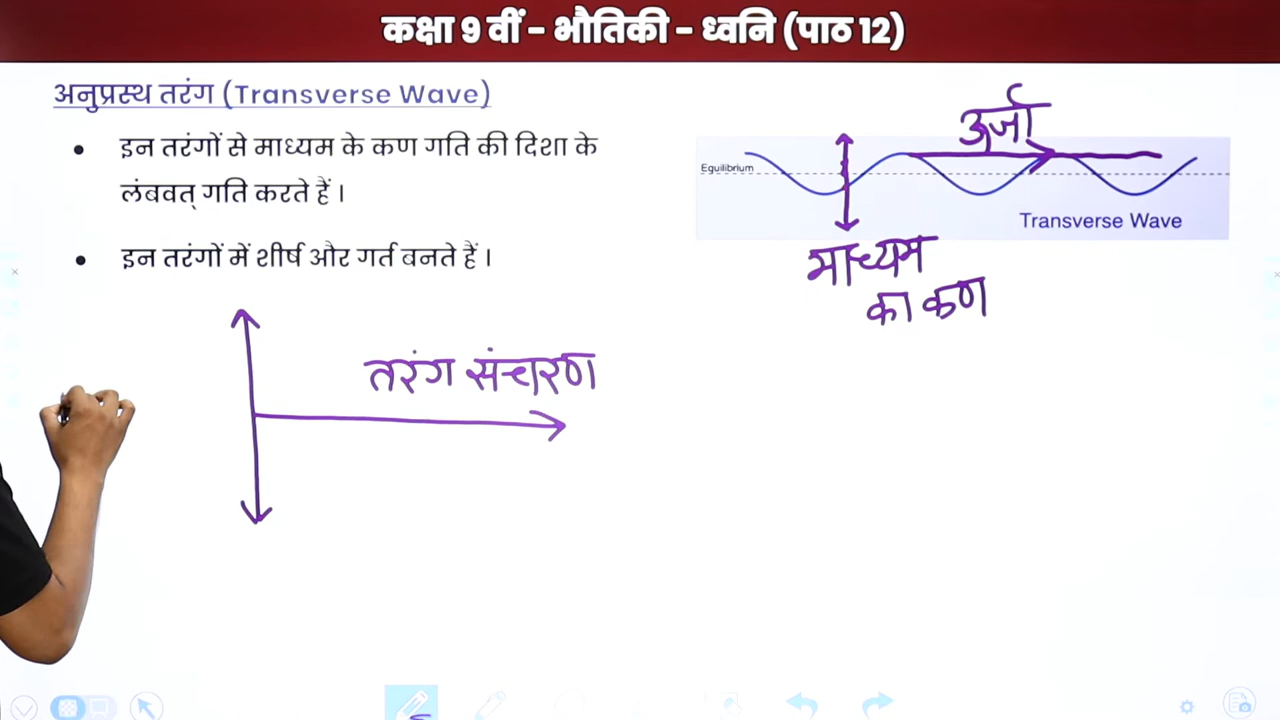 कक्षा 9 वीं - भौतिकी - ध्वनि (पाठ 12)
अनुप्रस्थ तरंग (Transverse Wave)
• इन तरंगों से माध्यम के कण गति की दिशा के
लंबवत् गति करते हैं ।
• इन तरंगों में शीर्ष और गर्त बनते हैं ।
ऊर्जा
Equilibrium
Transverse Wave
माध्यम
का कण
तरंग संचरण